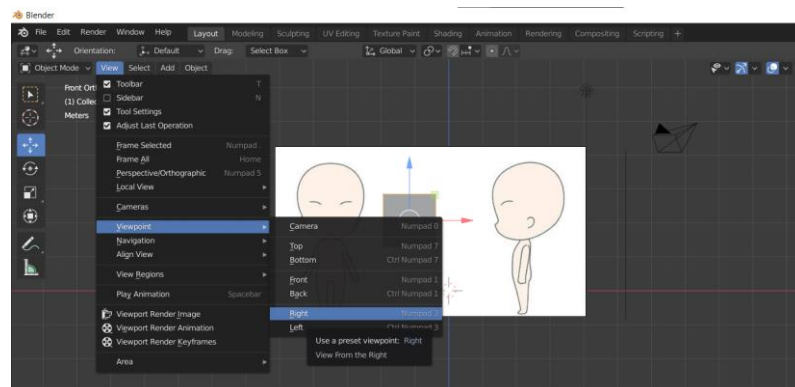 Blender
File Edit Render Window Help Layout Modeling Sculpting UV Editing Texture Paint Shading Animation Rendering Compositing Scripting +
Orientation: Default Drag: Select Box Global
Object Mode View Select Add Object
Front Ort
(1) Collec
Meters
Toolbar T
Sidebar N
Tool Settings
Adjust Last Operation
Frame Selected Numpad .
Frame All Home
Perspective/Orthographic Numpad 5
Local View
Cameras
Viewpoint
Navigation
Align View
View Regions
Play Animation Spacebar
Viewport Render Image
Viewport Render Animation
Viewport Render Keyframes
Area
Camera Numpad 0
Top Numpad 7
Bottom Ctrl Numpad 7
Front Numpad 1
Back Ctrl Numpad 1
Right Numpad 3
Left Ctrl Numpad 3
Use a preset viewpoint: Right
View From the Right